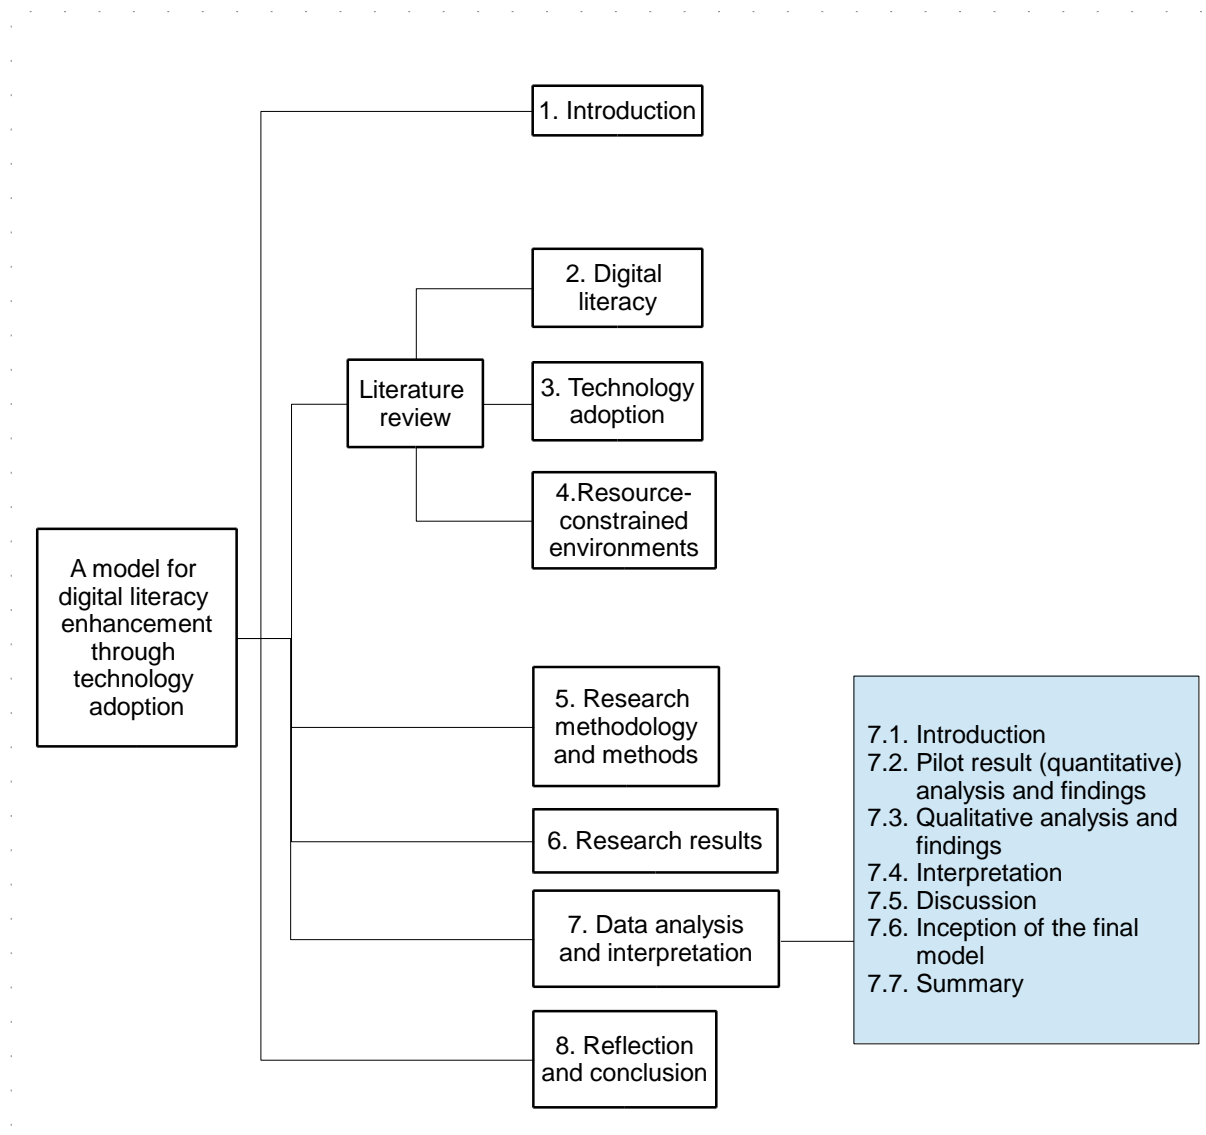 1. Introduction
2. Digital
literacy
Literature
review
3. Technology
adoption
4.Resource-
constrained
environments
A model for
digital literacy
enhancement
through
technology
adoption
5. Research
methodology
and methods
6. Research results
7. Data analysis
and interpretation
7.1. Introduction
7.2. Pilot result (quantitative)
analysis and findings
7.3. Qualitative analysis and
findings
7.4. Interpretation
7.5. Discussion
7.6. Inception of the final
model
7.7. Summary
8. Reflection
and conclusion